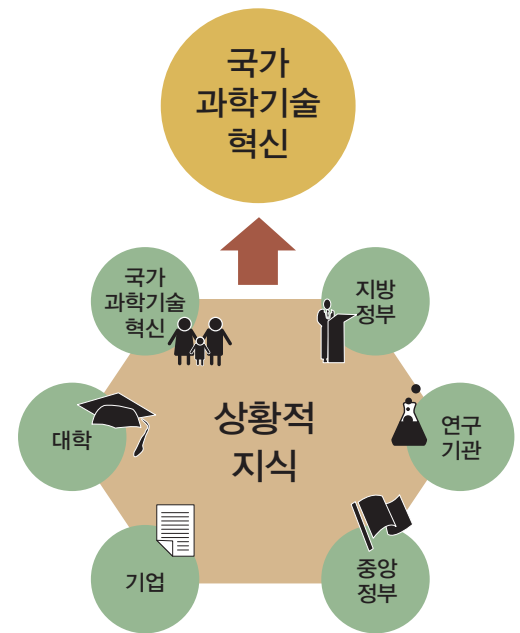 국가
과학기술
혁신
국가
과학기술
혁신
지방
정부
상황적
지식
대학
연구
기관
기업
중앙
정부